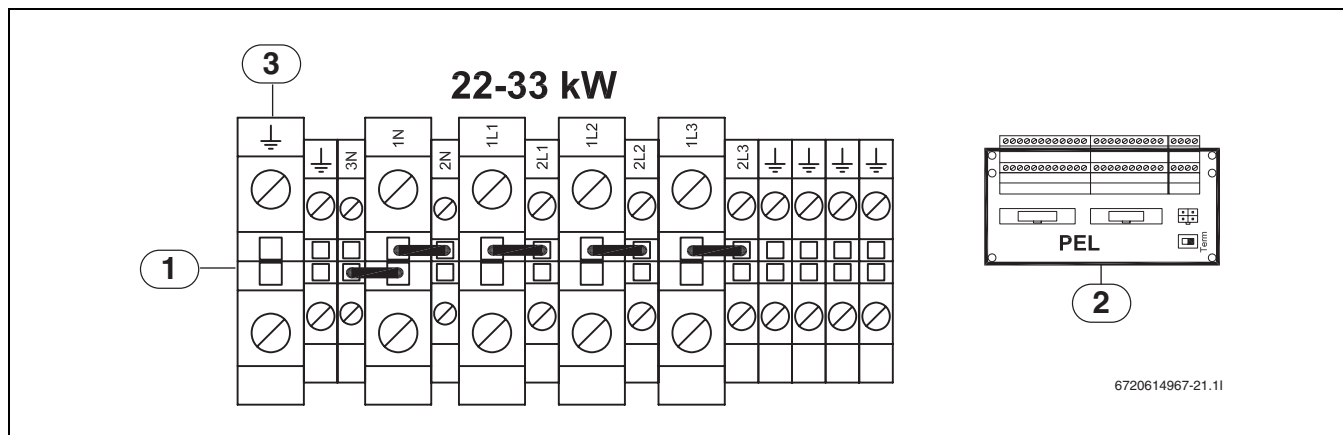 3
22-33 kW
3N
1N
2N
1L1
2L1
1L2
2L2
1L3
2L3
1
PEL
Term
2
6720614967-21.1I